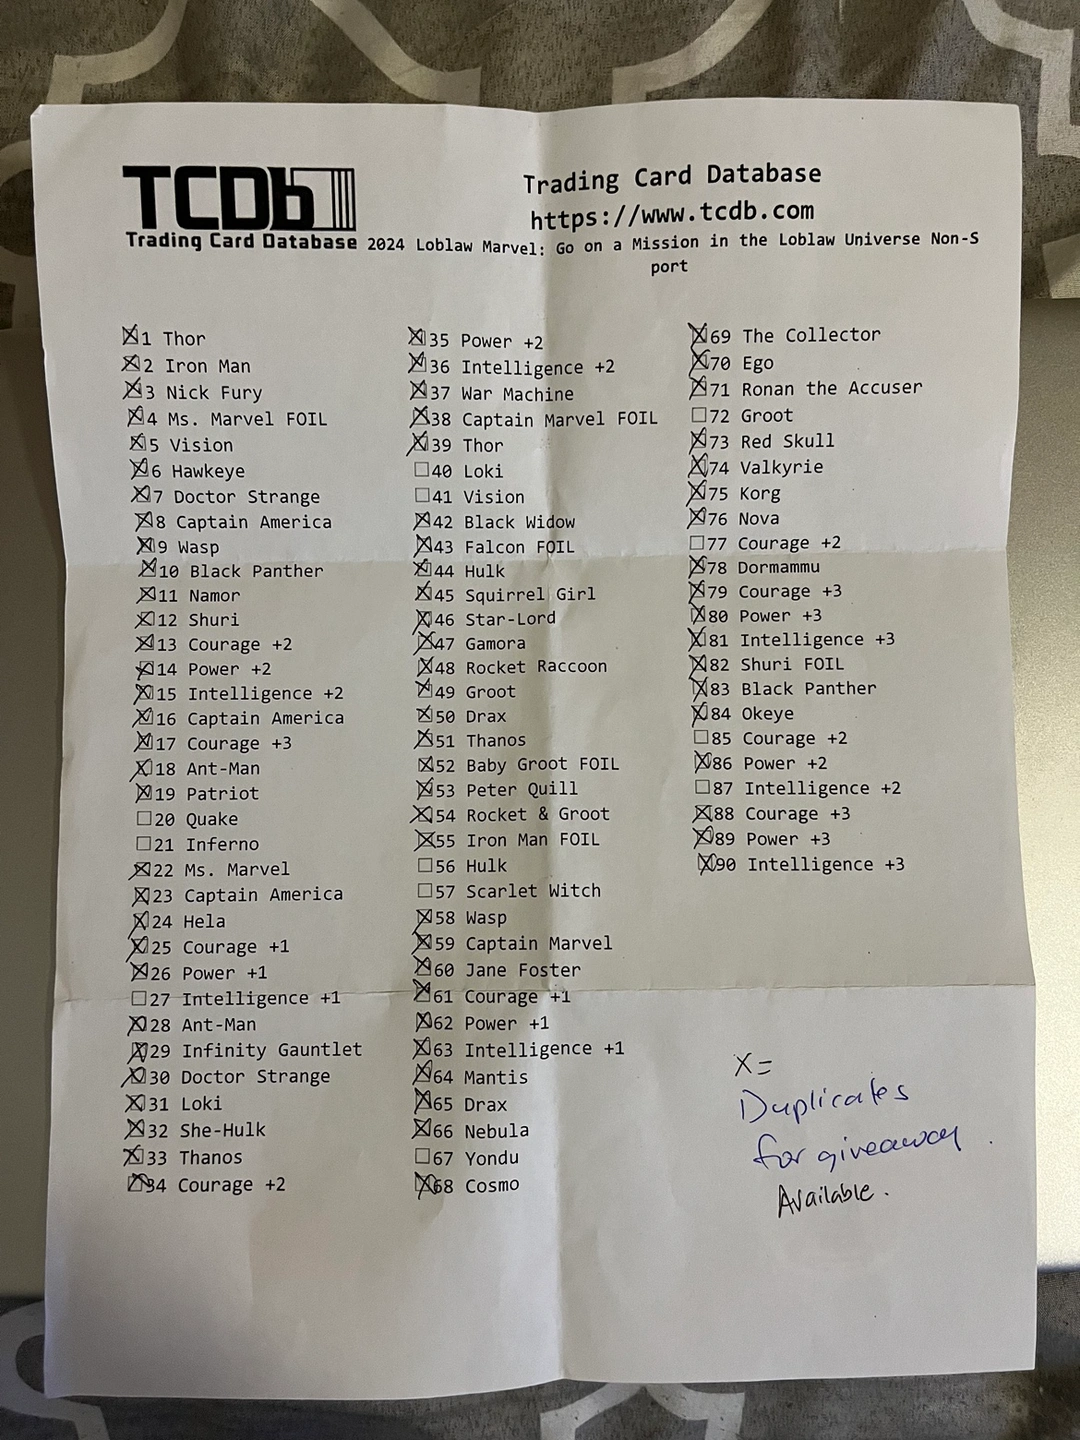 TCDb
Trading Card Database
Trading Card Database
https://www.tcdb.com
2024 Loblaw Marvel: Go on a Mission in the Loblaw Universe Non-S
port
☒1 Thor
☒2 Iron Man
☒3 Nick Fury
☒4 Ms. Marvel FOIL
☒5 Vision
☒6 Hawkeye
☒7 Doctor Strange
☒8 Captain America
☒9 Wasp
☒10 Black Panther
☒11 Namor
☒12 Shuri
☒13 Courage +2
☒14 Power +2
☒15 Intelligence +2
☒16 Captain America
☒17 Courage +3
☒18 Ant-Man
☒19 Patriot
☐20 Quake
☐21 Inferno
☒22 Ms. Marvel
☒23 Captain America
☒24 Hela
☒25 Courage +1
☒26 Power +1
☐27 Intelligence +1
☒28 Ant-Man
☒29 Infinity Gauntlet
☒30 Doctor Strange
☒31 Loki
☒32 She-Hulk
☒33 Thanos
☒34 Courage +2
☒35 Power +2
☒36 Intelligence +2
☒37 War Machine
☒38 Captain Marvel FOIL
☒39 Thor
☐40 Loki
☐41 Vision
☒42 Black Widow
☒43 Falcon FOIL
☒44 Hulk
☒45 Squirrel Girl
☒46 Star-Lord
☒47 Gamora
☒48 Rocket Raccoon
☒49 Groot
☒50 Drax
☒51 Thanos
☒52 Baby Groot FOIL
☒53 Peter Quill
☒54 Rocket & Groot
☒55 Iron Man FOIL
☐56 Hulk
☐57 Scarlet Witch
☒58 Wasp
☒59 Captain Marvel
☒60 Jane Foster
☒61 Courage +1
☒62 Power +1
☒63 Intelligence +1
☒64 Mantis
☒65 Drax
☒66 Nebula
☐67 Yondu
☒68 Cosmo
☒69 The Collector
☒70 Ego
☒71 Ronan the Accuser
☐72 Groot
☒73 Red Skull
☒74 Valkyrie
☒75 Korg
☒76 Nova
☐77 Courage +2
☒78 Dormammu
☒79 Courage +3
☒80 Power +3
☒81 Intelligence +3
☒82 Shuri FOIL
☒83 Black Panther
☒84 Okeye
☐85 Courage +2
☒86 Power +2
☐87 Intelligence +2
☒88 Courage +3
☒89 Power +3
☒90 Intelligence +3
X=
Duplicates
for giveaway
Available.